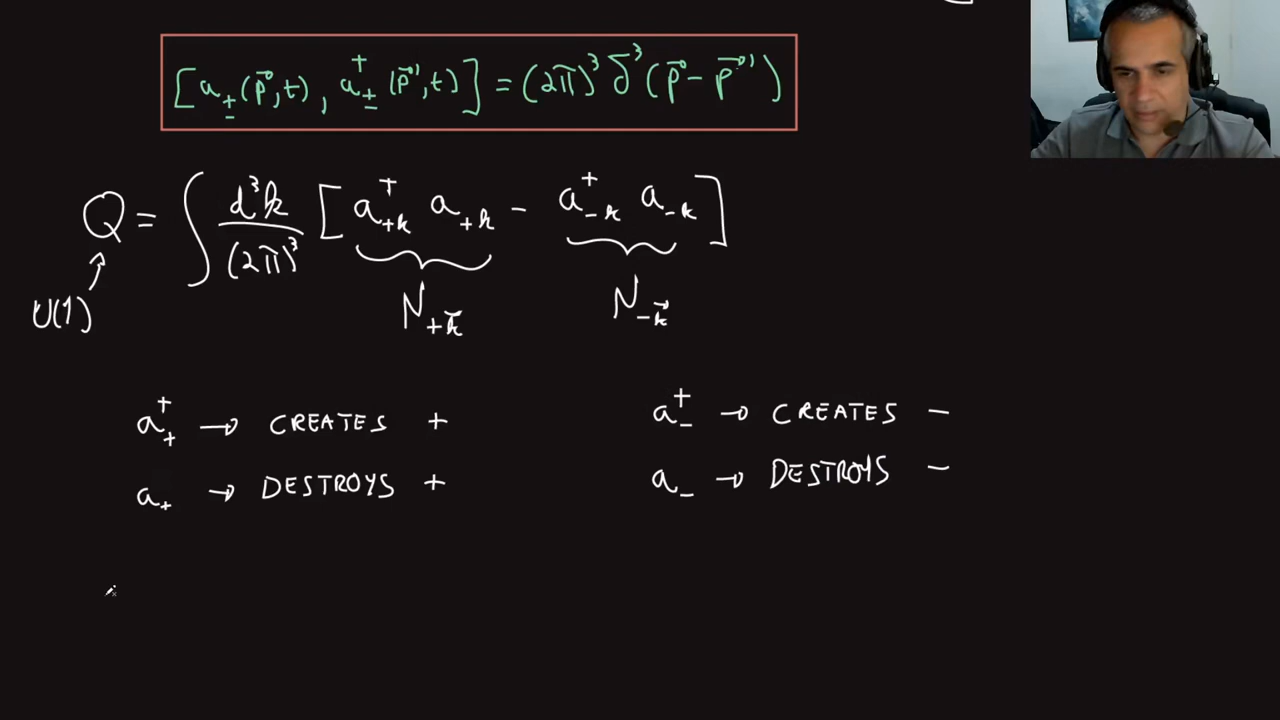 [a±(p⃗,t), a±†(p⃗',t)] = (2π)³ δ³(p⃗ - p⃗')
Q = ∫ d³k/(2π)³ [a†₊ₖ a₊ₖ - a†₋ₖ a₋ₖ]
U(1) N₊ₖ⃗ N₋ₖ⃗
a†₊ → CREATES + a†₋ → CREATES −
a₊ → DESTROYS + a₋ → DESTROYS −